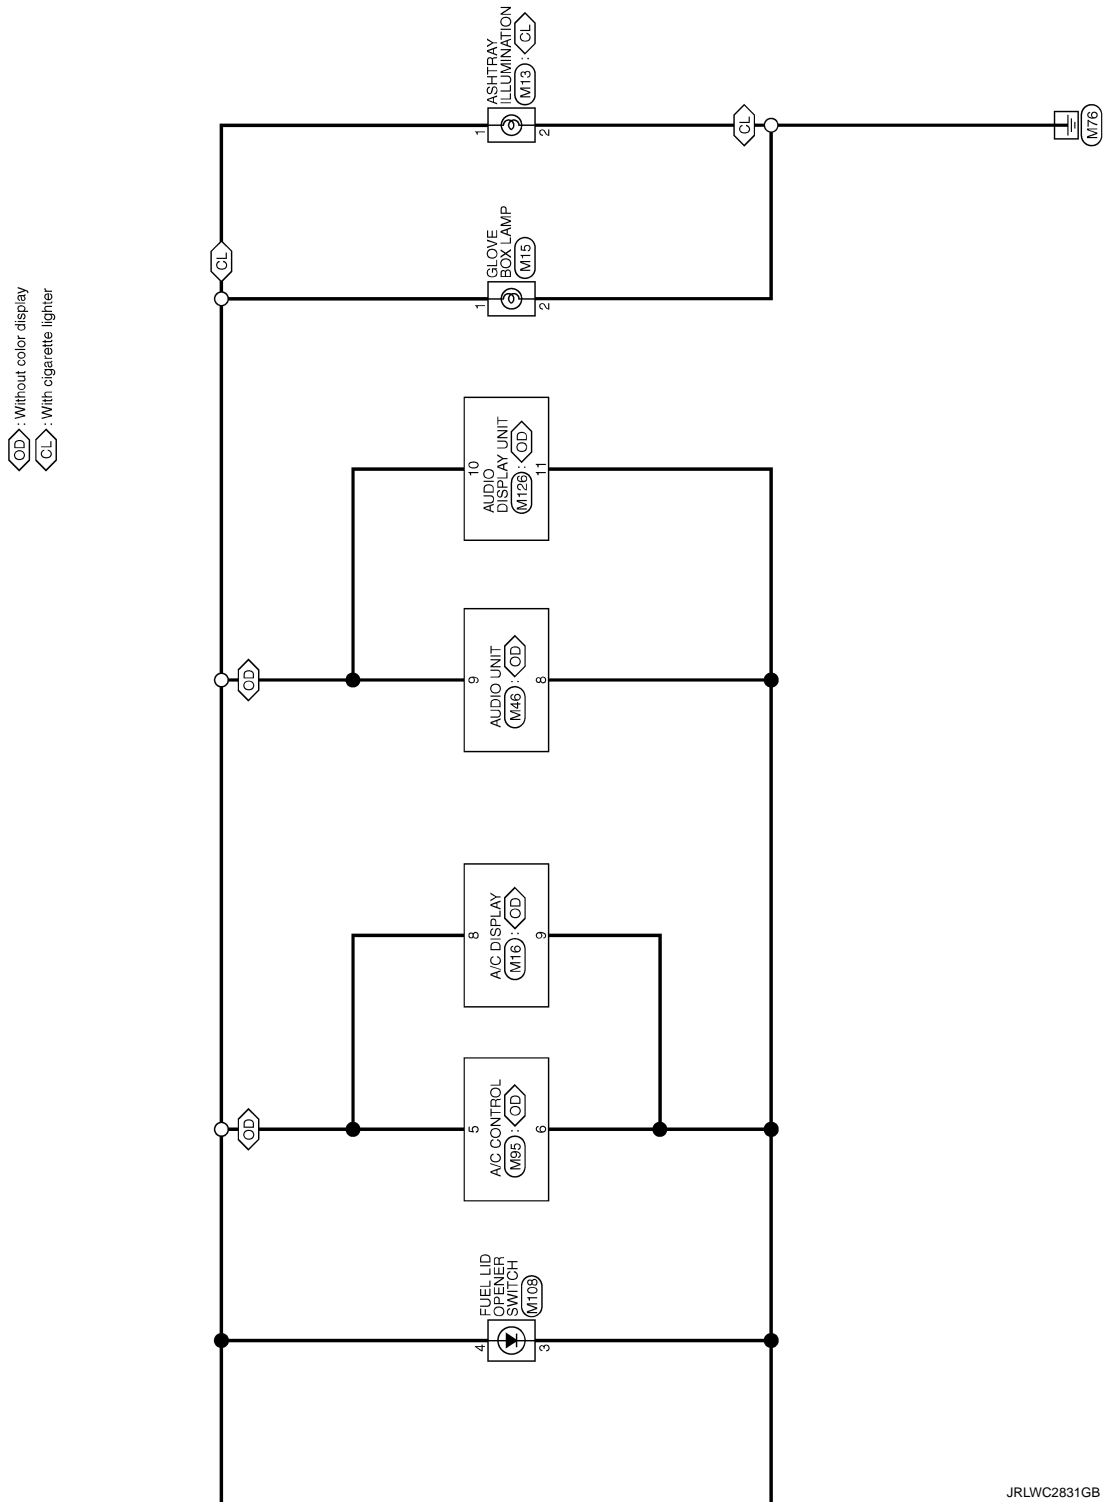 OD : Without color display
CL : With cigarette lighter
FUEL LID
OPENER
SWITCH
M108
4
3
OD
A/C CONTROL
M95 : OD
5
6
A/C DISPLAY
M16 : OD
8
9
OD
AUDIO UNIT
M46 : OD
9
8
AUDIO
DISPLAY UNIT
M126 : OD
10
11
CL
GLOVE
BOX LAMP
M15
1
2
ASHTRAY
ILLUMINATION
M13 : CL
1
2
CL
M76
JRLWC2831GB